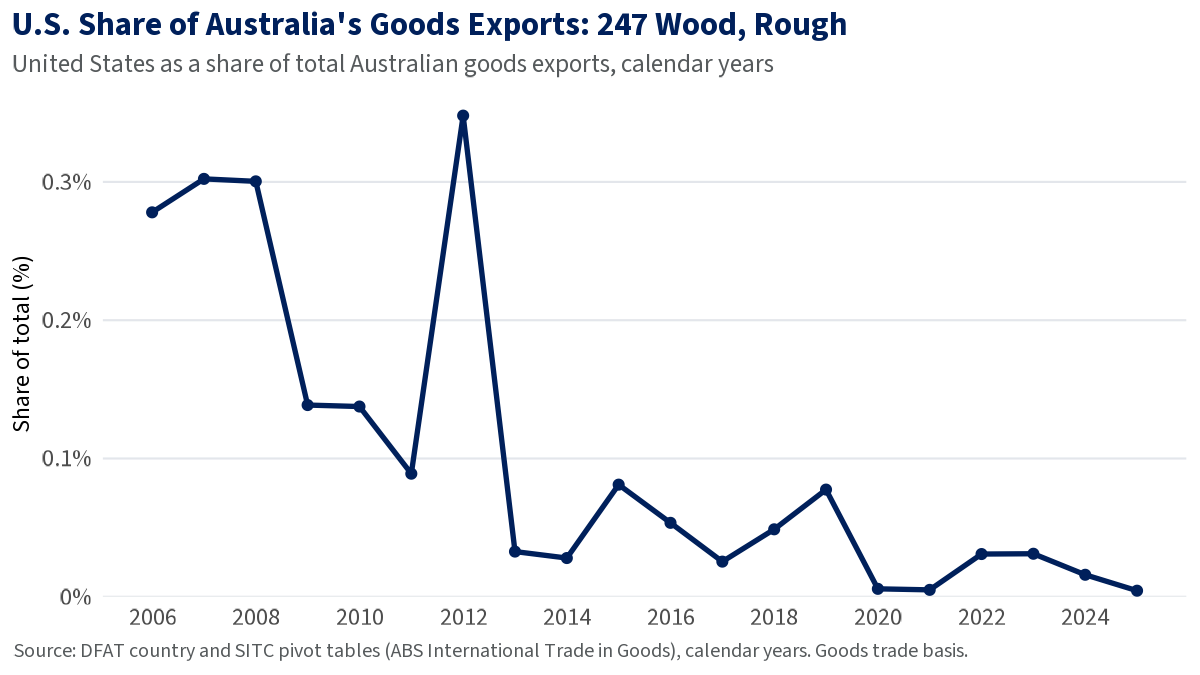 U.S. Share of Australia's Goods Exports: 247 Wood, Rough
United States as a share of total Australian goods exports, calendar years
Share of total (%)
0.3%
0.2%
0.1%
0%
2006 2008 2010 2012 2014 2016 2018 2020 2022 2024
Source: DFAT country and SITC pivot tables (ABS International Trade in Goods), calendar years. Goods trade basis.